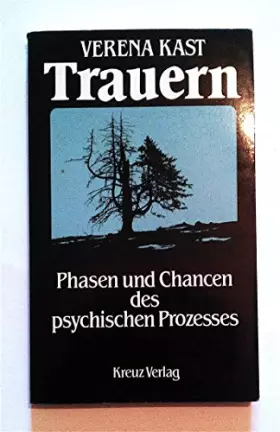 VERENA KAST
Trauern
Phasen und Chancen
des
psychischen Prozesses
Kreuz Verlag